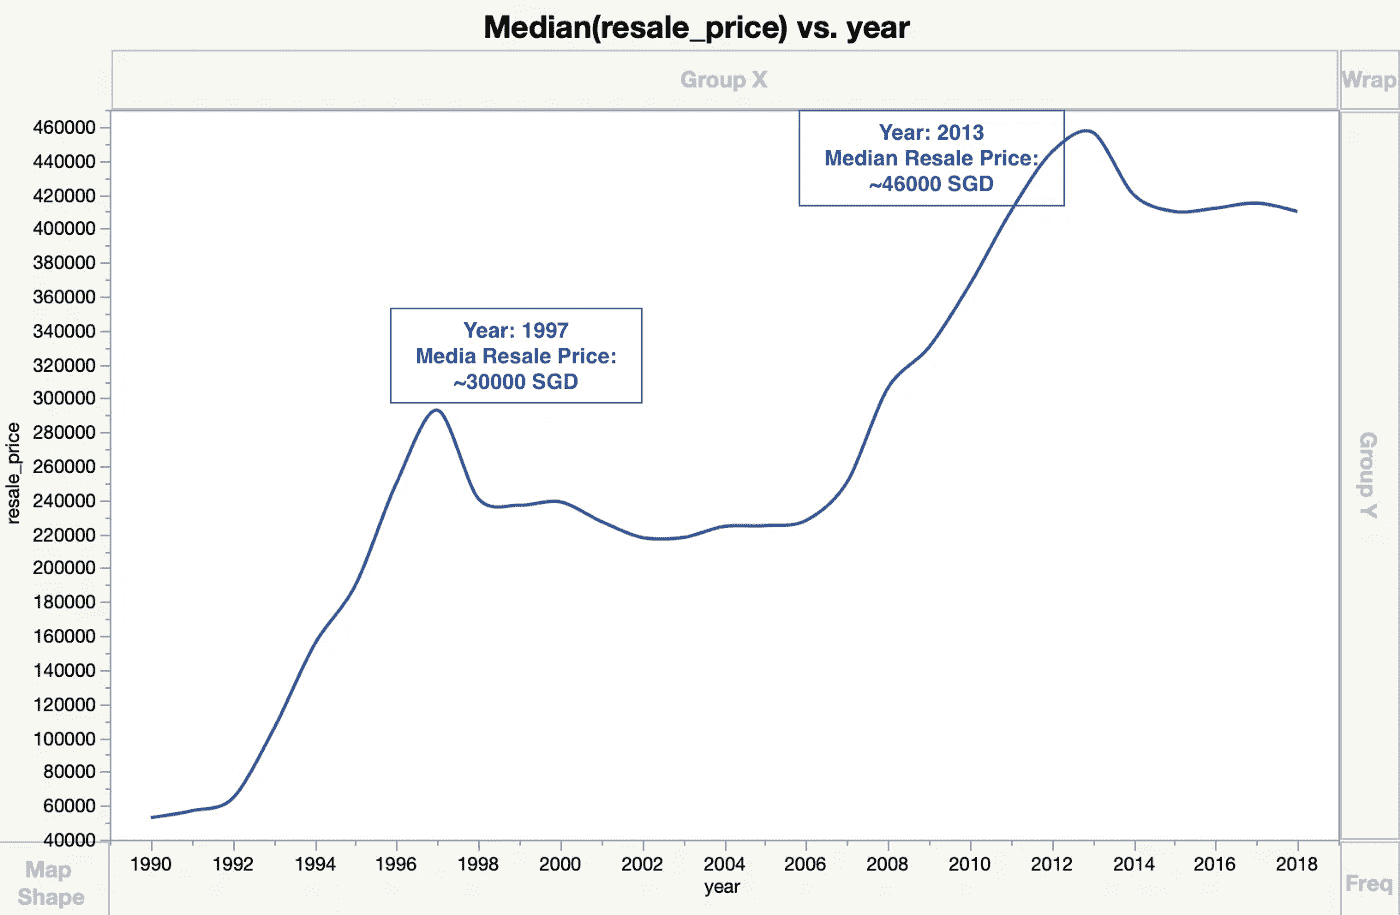 Median(resale_price) vs. year
Group X
Wrap
460000
440000
420000
400000
380000
360000
340000
320000
300000
280000
260000
240000
220000
200000
180000
160000
140000
120000
100000
80000
60000
40000
resale_price
Year: 2013
Median Resale Price:
~46000 SGD
Year: 1997
Media Resale Price:
~30000 SGD
Group Y
1990 1992 1994 1996 1998 2000 2002 2004 2006 2008 2010 2012 2014 2016 2018
year
Map
Shape
Freq